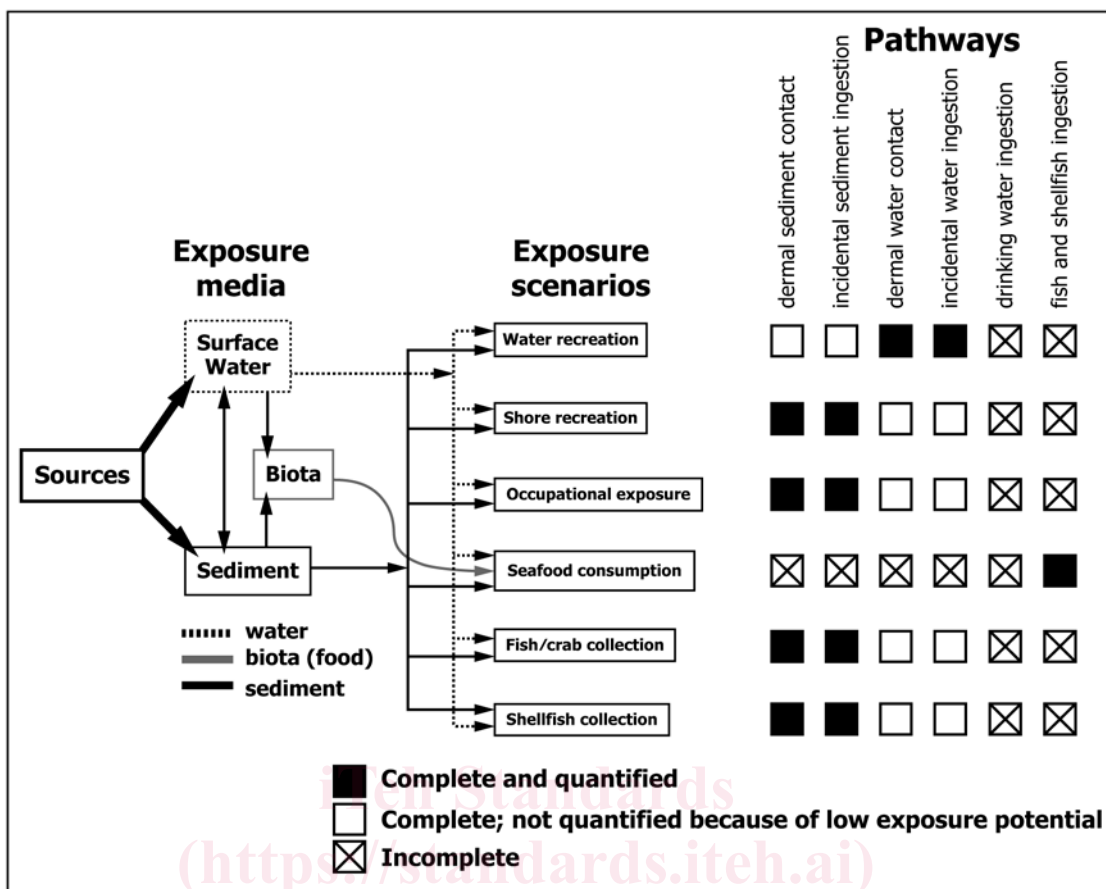 Pathways
dermal sediment contact
incidental sediment ingestion
dermal water contact
incidental water ingestion
drinking water ingestion
fish and shellfish ingestion
Exposure
media
Exposure
scenarios
Surface
Water
Water recreation
Shore recreation
Sources
Biota
Occupational exposure
Sediment
Seafood consumption
water
biota (food)
sediment
Fish/crab collection
Shellfish collection
Complete and quantified
iTeh Standards
Complete; not quantified because of low exposure potential
Incomplete
(https://standards.iteh.ai)